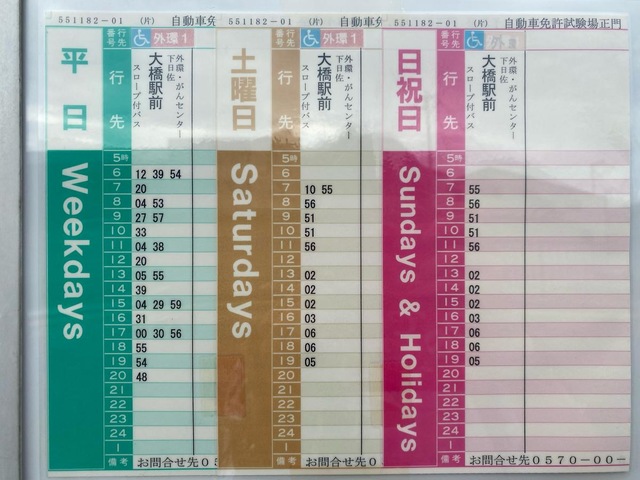 551182-01 (片) 自動車免
平日
Weekdays
番号 行先 外環1
行先
外環・がんセンター
下日佐
大橋駅前
スロープ付バス
5時
6 12 39 54
7 20
8 04 53
9 27 57
10 33
11 04 38
12 20
13 05 55
14 39
15 04 29 59
16 31
17 00 30 56
18 55
19 54
20 48
21
22
23
24
1
備考 お問合せ先05
551182-01 (片) 自動車免
土曜日
Saturdays
番号 行先 外環1
行先
外環・がんセンター
下日佐
大橋駅前
スロープ付バス
5時
6
7 10 55
8 56
9 51
10 51
11 56
12
13 02
14 02
15 02
16 03
17 06
18 06
19 05
20
21
22
23
24
1
備考 お問合せ先0
551182-01 (片) 自動車免許試験場正門
日祝日
Sundays & Holidays
番号 行先 外環
行先
外環・がんセンター
下日佐
大橋駅前
スロープ付バス
5時
6
7 55
8 56
9 51
10 51
11 56
12
13 02
14 02
15 02
16 03
17 06
18 06
19 05
20
21
22
23
24
1
備考 お問合せ先0570-00-